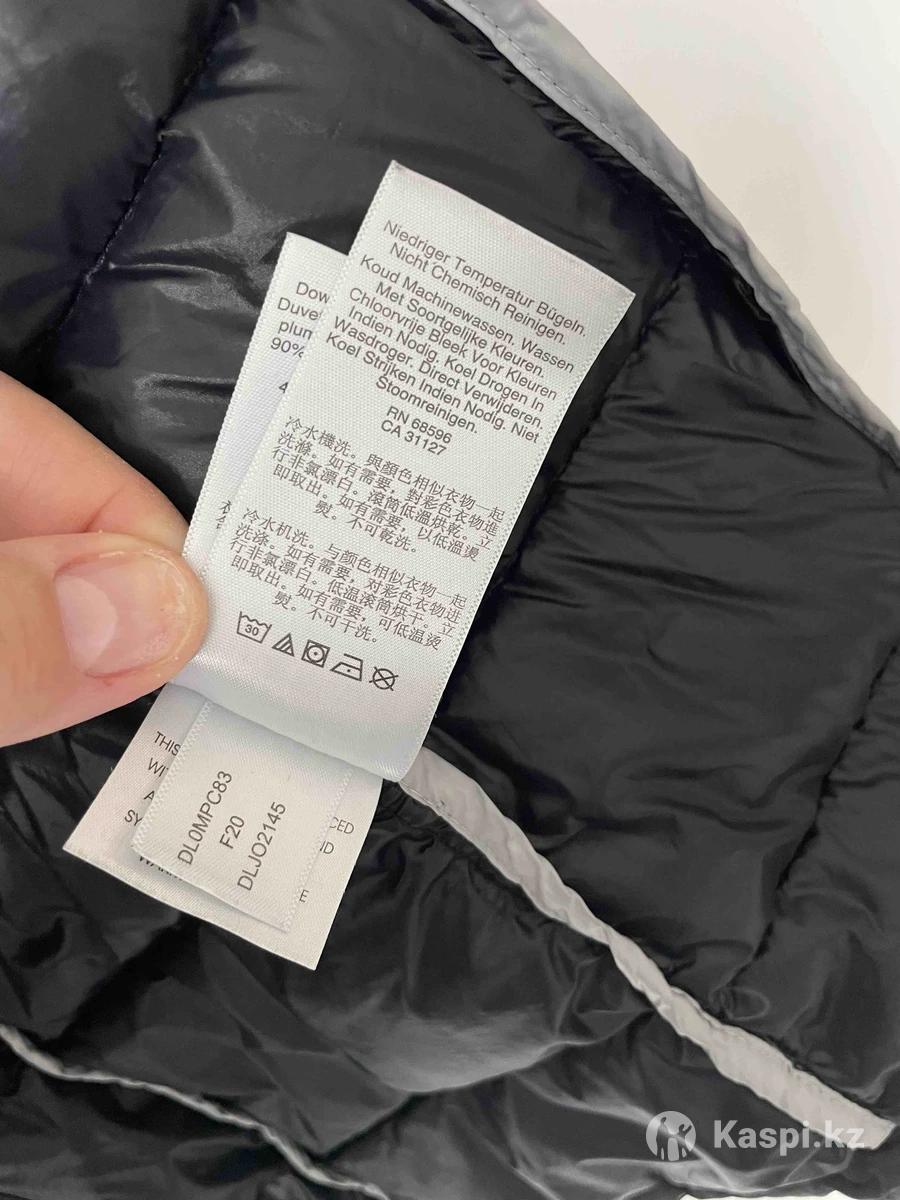 Niedriger Temperatur Bügeln.
Nicht Chemisch Reinigen.
Koud Machinewassen. Wassen
Met Soortgelijke Kleuren.
Chloorvrije Bleek Voor Kleuren
Indien Nodig. Koel Drogen In
Wasdroger. Direct Verwijderen.
Koel Strijken Indien Nodig. Niet
Stoomreinigen.
RN 68596
CA 31127
冷水機洗。與顏色相似衣物一起
洗滌。如有需要，對彩色衣物進
行非氯漂白。滾筒低溫烘乾。立
即取出。如有需要，以低溫燙
熨。不可乾洗。
冷水机洗。与颜色相似衣物一起
洗涤。如有需要，对彩色衣物进
行非氯漂白。低温滚筒烘干。立
即取出。如有需要，可低温烫
熨。不可干洗。
30
Dow
Duve
plum
90%
4
THIS
WI
A
SY
CED
ND
E
DL0MPC83
F20
DLJO2145
Kaspi.kz